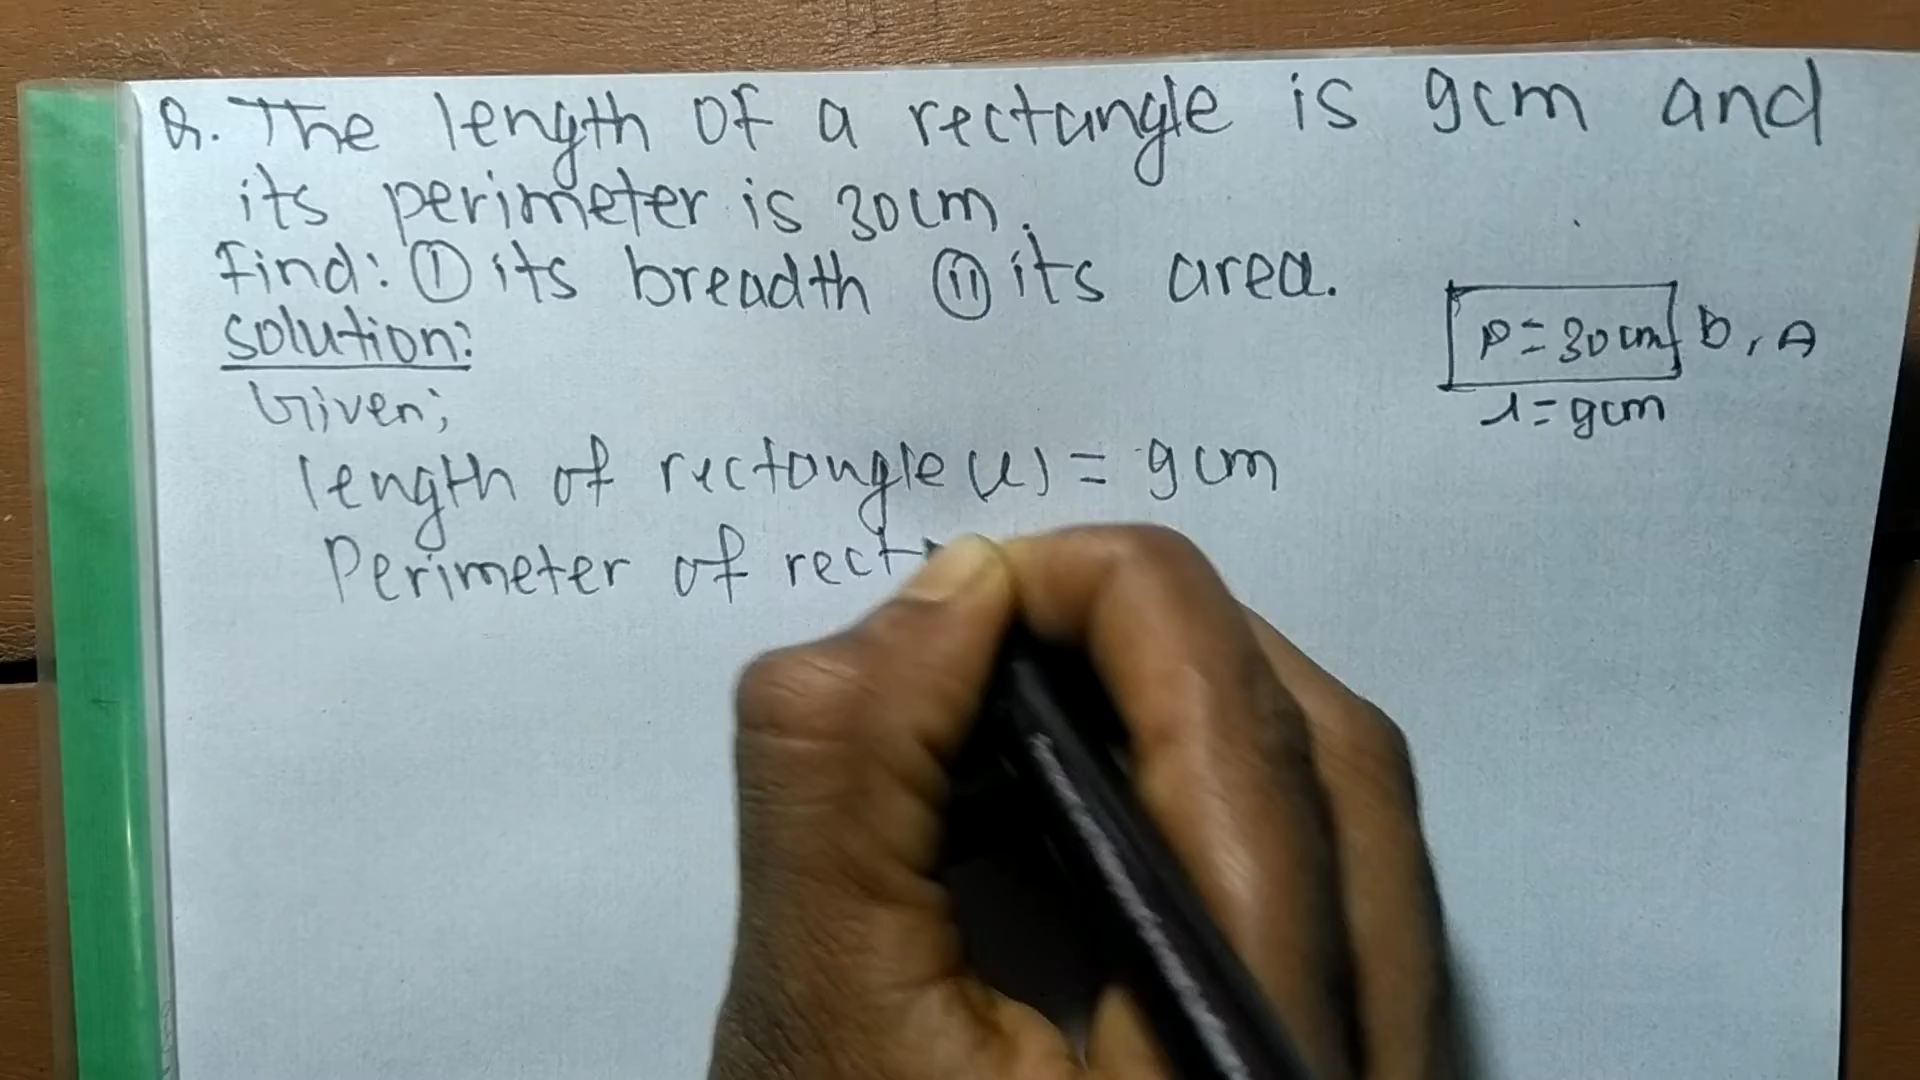 Q. The length of a rectangle is 9cm and
its perimeter is 30cm.
Find: (I) its breadth (II) its area.
Solution:
P = 30cm b, A
Given;
l = 9cm
length of rectangle (l) = 9cm
Perimeter of rect